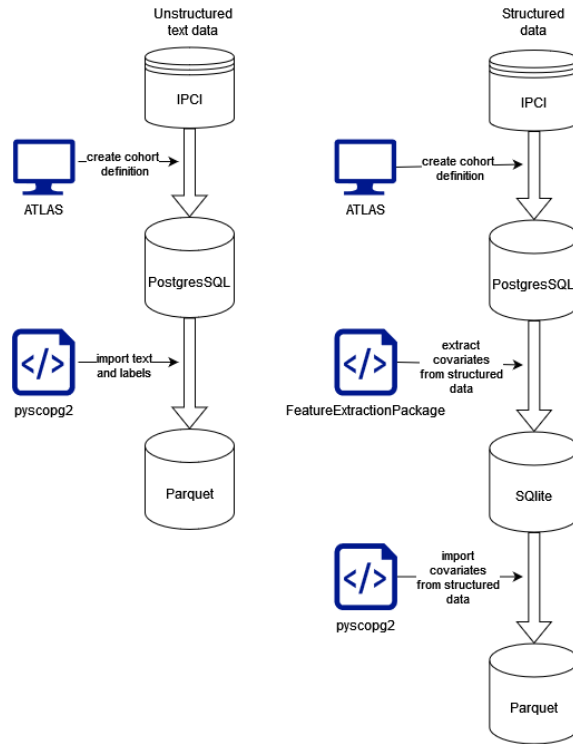 Unstructured
text data
IPCI
create cohort
definition
ATLAS
PostgresSQL
import text
and labels
pyscopg2
Parquet
Structured
data
IPCI
create cohort
definition
ATLAS
PostgresSQL
extract
covariates
from structured
data
FeatureExtractionPackage
SQlite
import
covariates
from structured
data
pyscopg2
Parquet